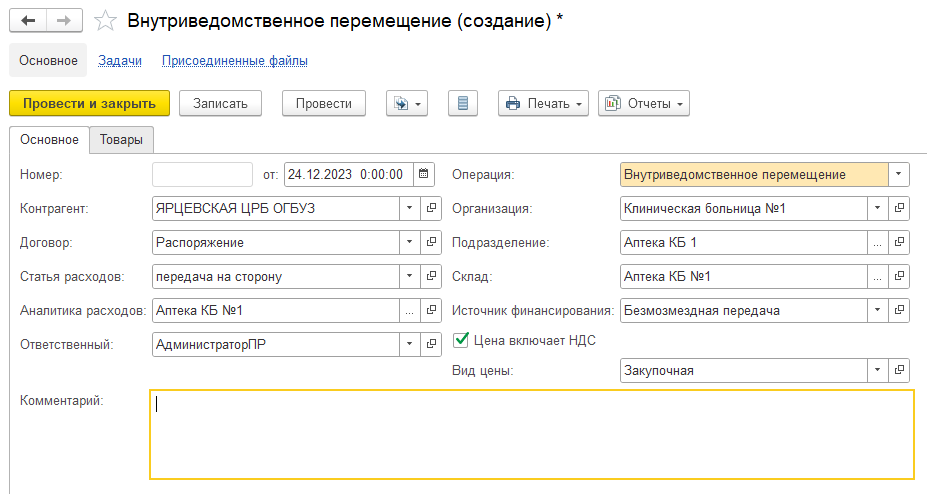 Внутриведомственное перемещение (создание) *
Основное Задачи Присоединенные файлы
Провести и закрыть Записать Провести Печать Отчеты
Основное Товары
Номер: от: 24.12.2023 0:00:00 Операция: Внутриведомственное перемещение
Контрагент: ЯРЦЕВСКАЯ ЦРБ ОГБУЗ Организация: Клиническая больница №1
Договор: Распоряжение Подразделение: Аптека КБ 1 ...
Статья расходов: передача на сторону Склад: Аптека КБ №1 ...
Аналитика расходов: Аптека КБ №1 ... Источник финансирования: Безмозмездная передача
Ответственный: АдминистраторПР Цена включает НДС
Вид цены: Закупочная
Комментарий: